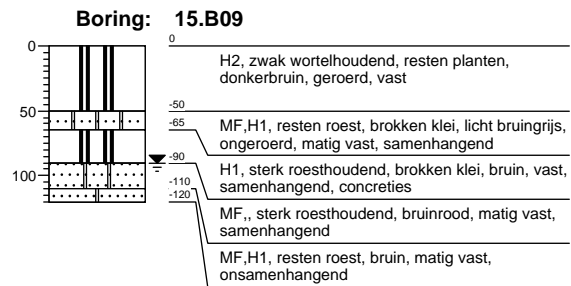 Boring: 15.B09
0
0
H2, zwak wortelhoudend, resten planten,
donkerbruin, geroerd, vast
50
-50
-65
MF,H1, resten roest, brokken klei, licht bruingrijs,
ongeroerd, matig vast, samenhangend
-90
H1, sterk roesthoudend, brokken klei, bruin, vast,
samenhangend, concreties
100
-110
-120
MF,, sterk roesthoudend, bruinrood, matig vast,
samenhangend
MF,H1, resten roest, bruin, matig vast,
onsamenhangend